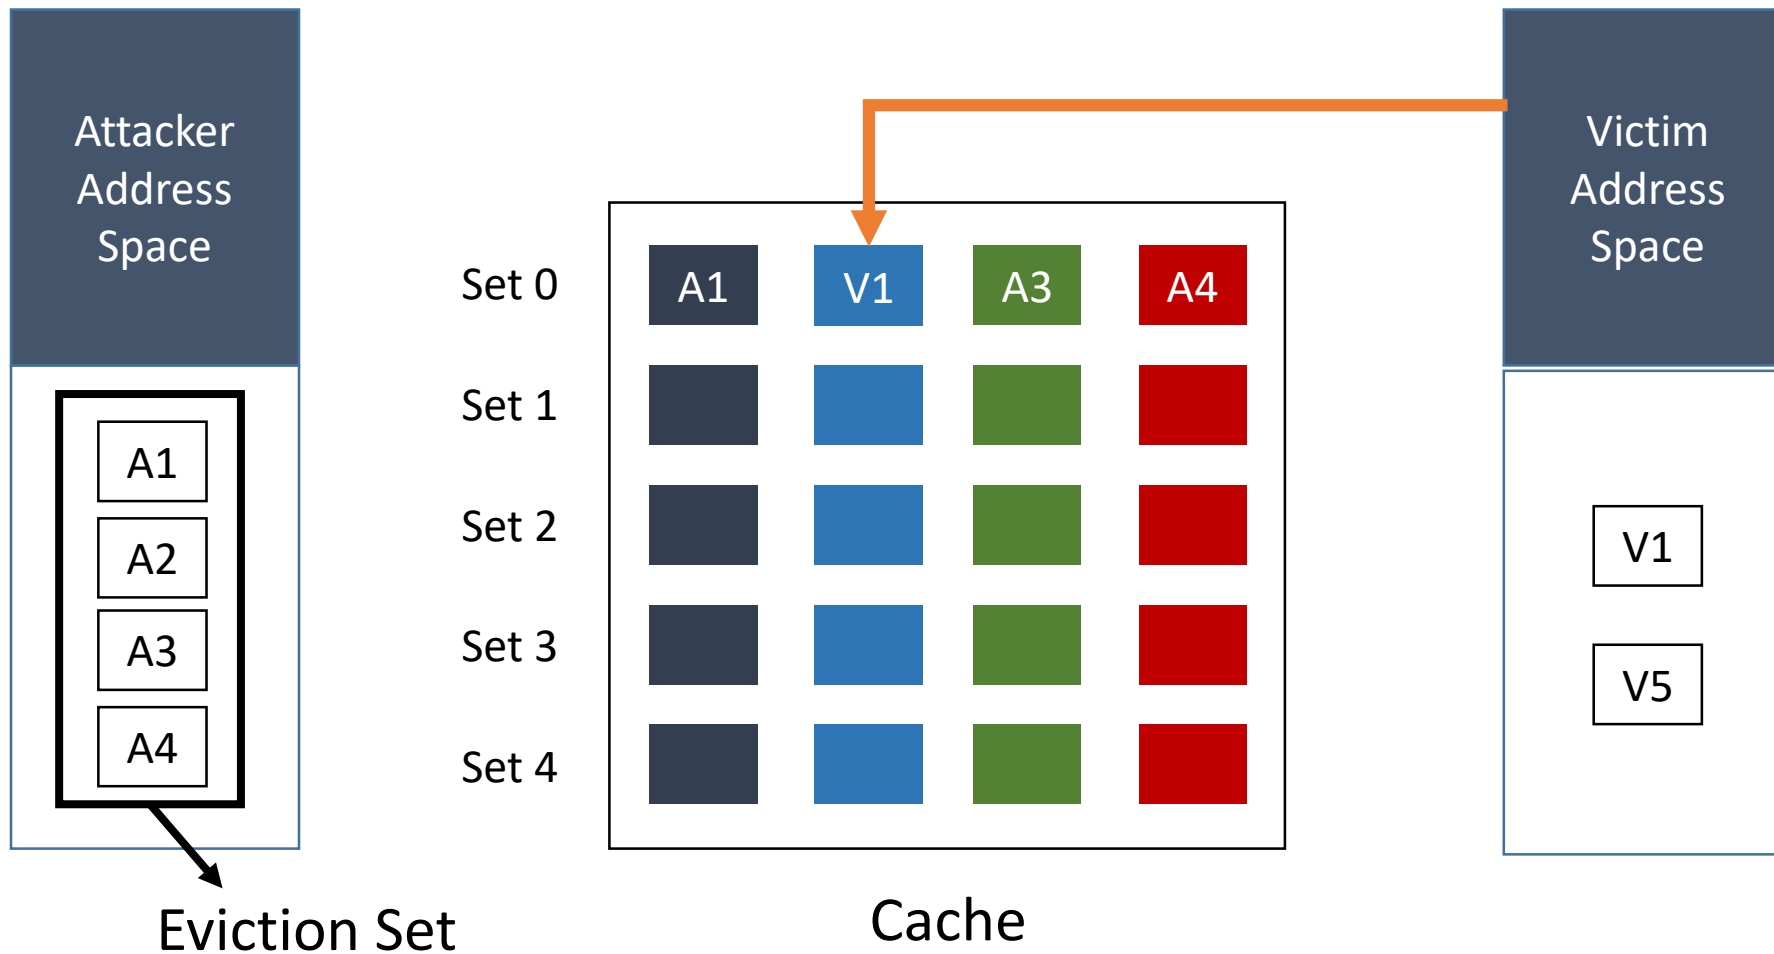 Attacker
Address
Space
A1
A2
A3
A4
Eviction Set
Set 0
A1
V1
A3
A4
Set 1
Set 2
Set 3
Set 4
Cache
Victim
Address
Space
V1
V5